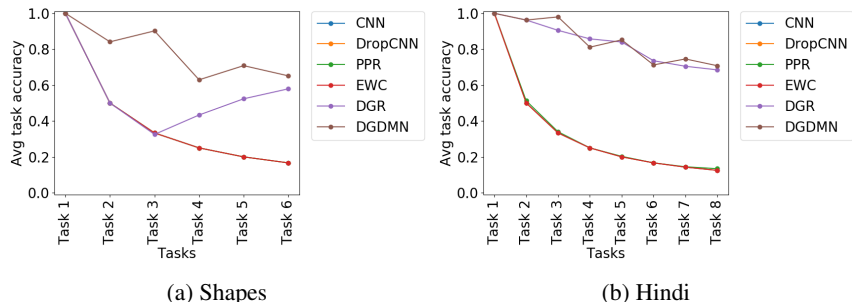 1.0
0.8
0.6
0.4
0.2
0.0
Avg task accuracy
Task 1
Task 2
Task 3
Task 4
Task 5
Task 6
Tasks
CNN
DropCNN
PPR
EWC
DGR
DGDMN
(a) Shapes
1.0
0.8
0.6
0.4
0.2
0.0
Avg task accuracy
Task 1
Task 2
Task 3
Task 4
Task 5
Task 6
Task 7
Task 8
Tasks
CNN
DropCNN
PPR
EWC
DGR
DGDMN
(b) Hindi